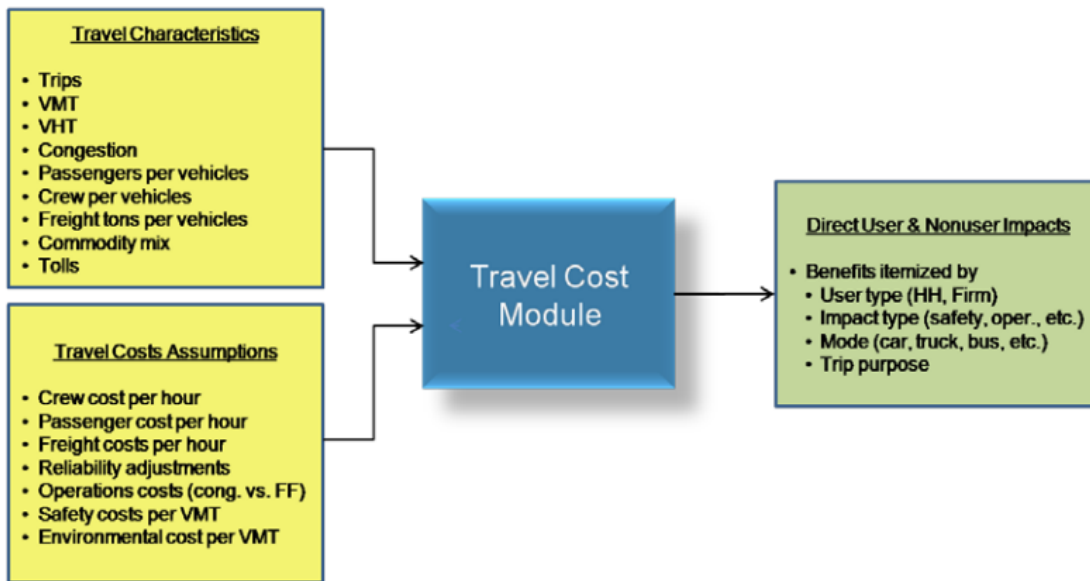 Travel Characteristics
• Trips
• VMT
• VHT
• Congestion
• Passengers per vehicles
• Crew per vehicles
• Freight tons per vehicles
• Commodity mix
• Tolls
Travel Costs Assumptions
• Crew cost per hour
• Passenger cost per hour
• Freight costs per hour
• Reliability adjustments
• Operations costs (cong. vs. FF)
• Safety costs per VMT
• Environmental cost per VMT
Travel Cost
Module
Direct User & Nonuser Impacts
• Benefits itemized by
• User type (HH, Firm)
• Impact type (safety, oper., etc.)
• Mode (car, truck, bus, etc.)
• Trip purpose